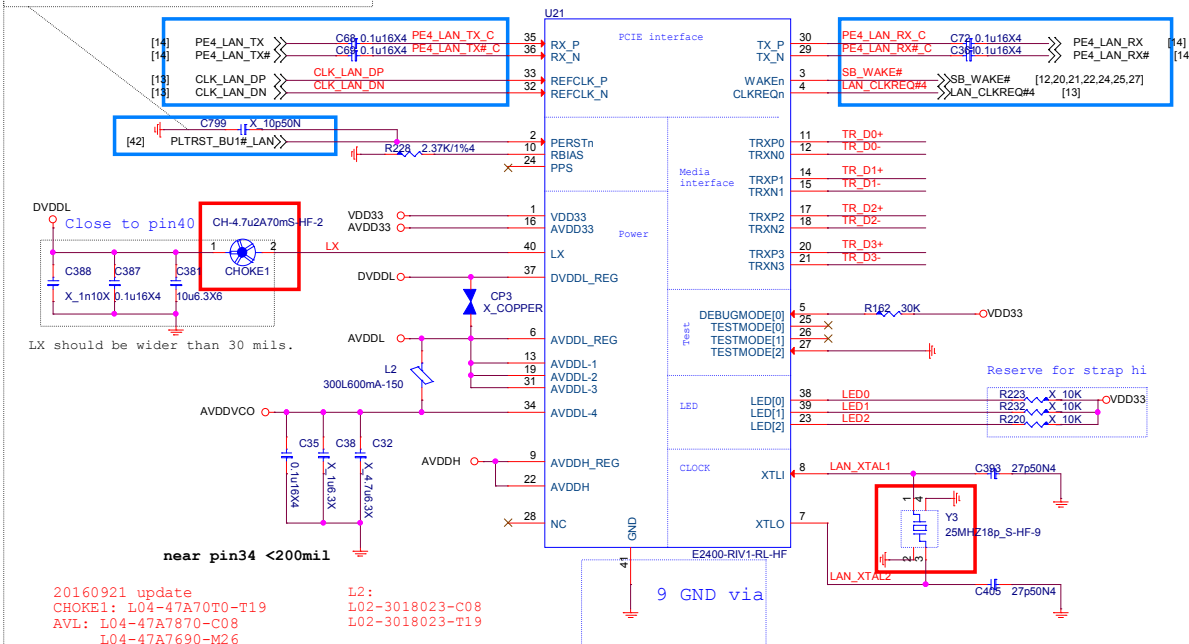 U21
PCIE interface
[14] PE4_LAN_TX C68 0.1u16X4 PE4_LAN_TX_C 35 RX_P
[14] PE4_LAN_TX# C69 0.1u16X4 PE4_LAN_TX#_C 36 RX_N
[13] CLK_LAN_DP CLK_LAN_DP 33 REFCLK_P
[13] CLK_LAN_DN CLK_LAN_DN 32 REFCLK_N
TX_P 30 PE4_LAN_RX_C C72 0.1u16X4 PE4_LAN_RX [14]
TX_N 29 PE4_LAN_RX#_C 0.1u16X4 PE4_LAN_RX# [14
WAKEn 3 SB_WAKE# SB_WAKE# [12,20,21,22,24,25,27]
CLKREQn 4 LAN_CLKREQ#4 LAN_CLKREQ#4 [13]
C799 X_10p50N
[42] PLTRST_BU1#_LAN 2 PERSTn
R228 2.37K/1%4 10 RBIAS
24 PPS
Media
interface
TRXP0 11 TR_D0+
TRXN0 12 TR_D0-
TRXP1 14 TR_D1+
TRXN1 15 TR_D1-
TRXP2 17 TR_D2+
TRXN2 18 TR_D2-
TRXP3 20 TR_D3+
TRXN3 21 TR_D3-
Power
VDD33 1 VDD33
AVDD33 16 AVDD33
DVDDL
Close to pin40
CH-4.7u2A70mS-HF-2
1 2 LX 40 LX
CHOKE1
C388 C387 C381
X_1n10X 0.1u16X4 10u6.3X6
LX should be wider than 30 mils.
DVDDL 37 DVDDL_REG
CP3
X_COPPER
AVDDL 6 AVDDL_REG
13 AVDDL-1
19 AVDDL-2
31 AVDDL-3
L2
300L600mA-150
AVDDVCO 34 AVDDL-4
C35 C38 C32
0.1u16X4 X_1u6.3X X_4.7u6.3X
near pin34 <200mil
AVDDH 9 AVDDH_REG
22 AVDDH
28 NC
Test
DEBUGMODE[0] 5 R162 30K VDD33
TESTMODE[0] 25
TESTMODE[1] 26
TESTMODE[2] 27
Reserve for strap hi
LED
LED[0] 38 LED0 R223 X_10K VDD33
LED[1] 39 LED1 R232 X_10K
LED[2] 23 LED2 R220 X_10K
CLOCK
XTLI 8 LAN_XTAL1 C393 27p50N4
1 4
Y3
25MHZ18p_S-HF-9
2 3
XTLO 7 LAN_XTAL2 C405 27p50N4
GND
41
E2400-RIV1-RL-HF
9 GND via
20160921 update
CHOKE1: L04-47A70T0-T19
AVL: L04-47A7870-C08
L04-47A7690-M26
L2:
L02-3018023-C08
L02-3018023-T19